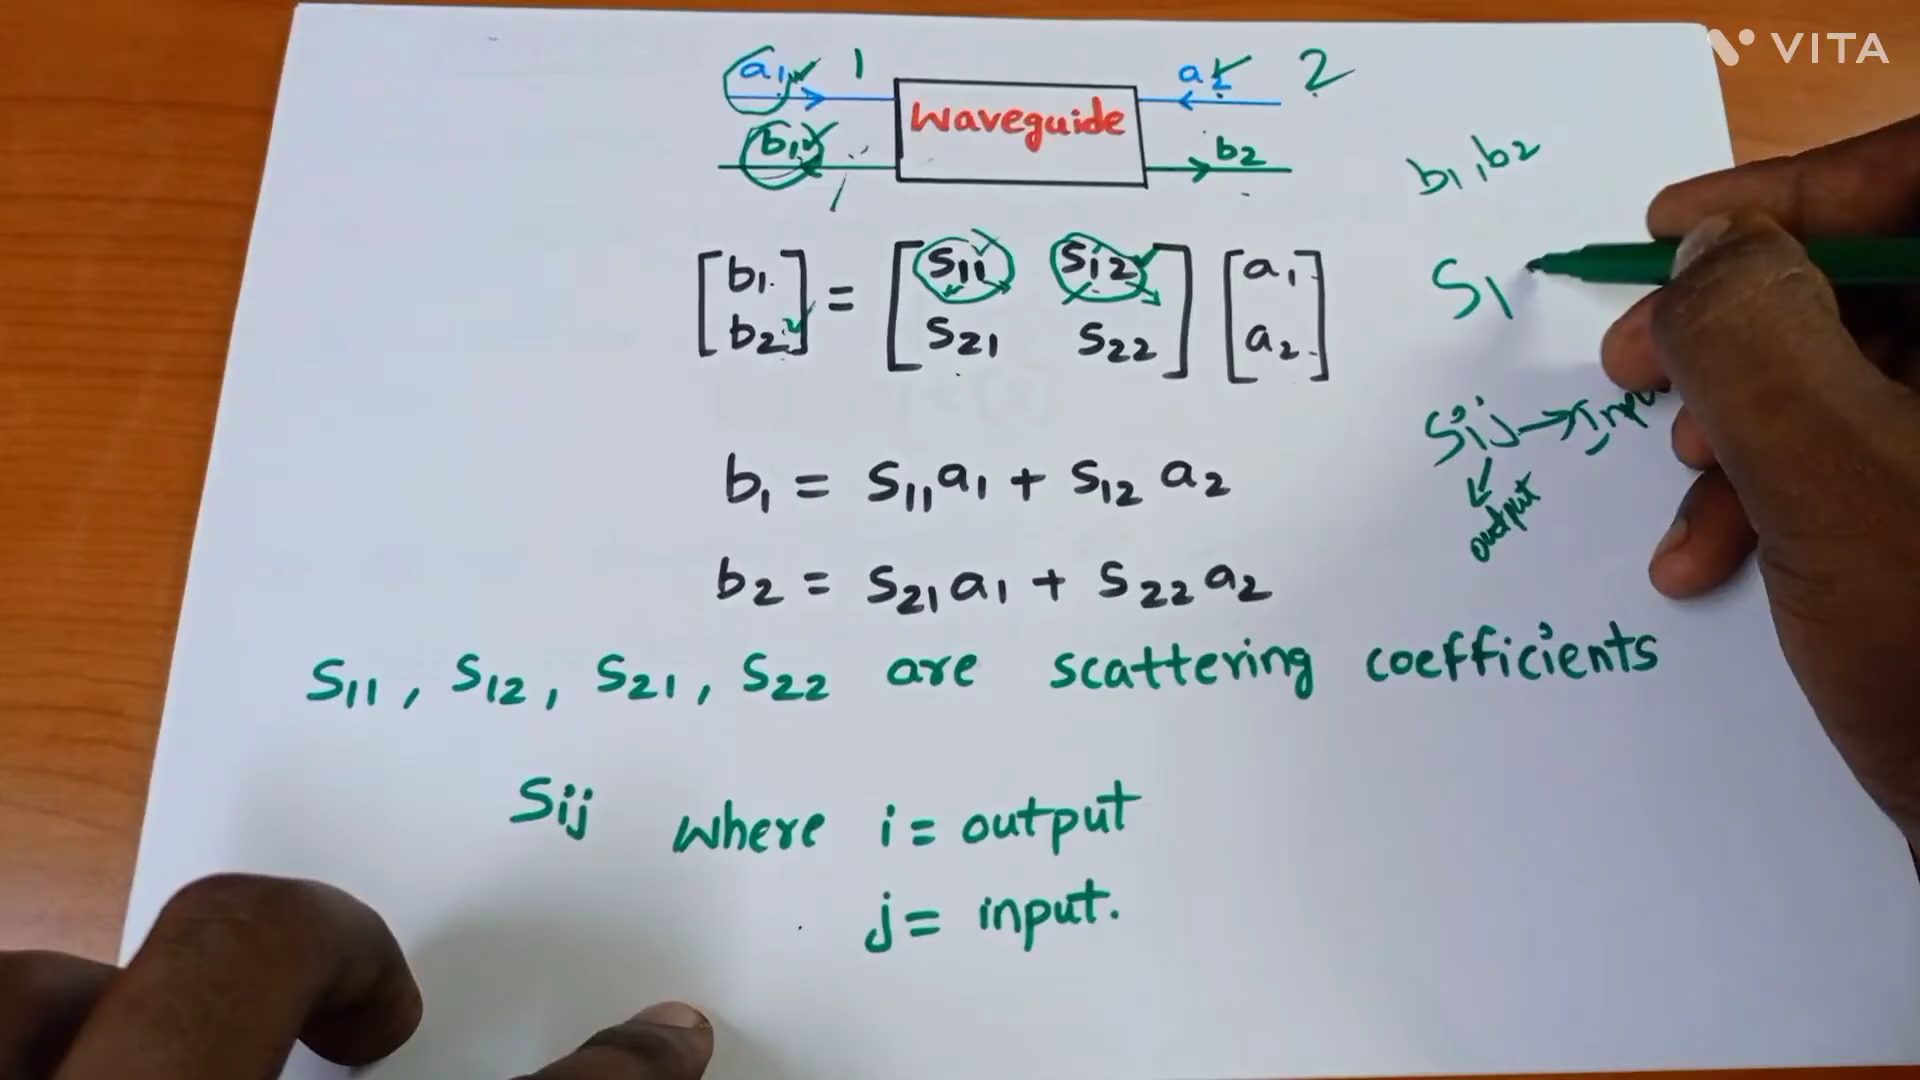 VITA
a₁ 1 a₂ 2
Waveguide
b₁ b₂
b₁, b₂
[b₁ b₂] = [S₁₁ S₁₂ S₂₁ S₂₂] [a₁ a₂]
S₁
Sij → Input
output
b₁ = S₁₁a₁ + S₁₂ a₂
b₂ = S₂₁a₁ + S₂₂a₂
S₁₁, S₁₂, S₂₁, S₂₂ are scattering coefficients
Sij where i = output
j = input.